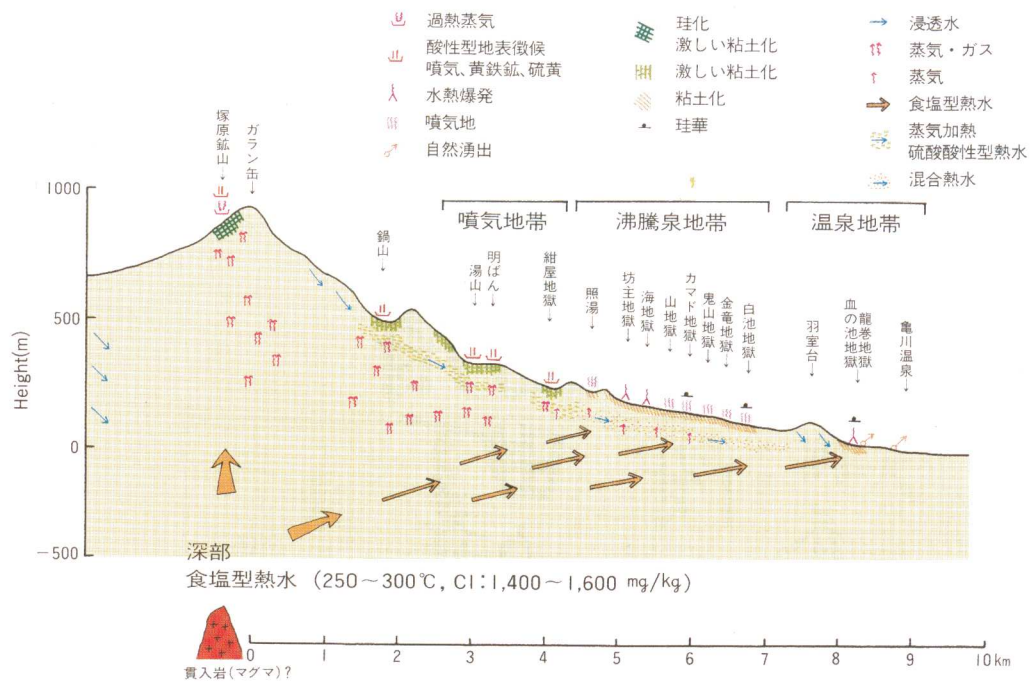 過熱蒸気
酸性型地表徴候
噴気、黄鉄鉱、硫黄
水熱爆発
噴気地
自然湧出
珪化
激しい粘土化
激しい粘土化
粘土化
珪華
浸透水
蒸気・ガス
蒸気
食塩型熱水
蒸気加熱
硫酸酸性型熱水
混合熱水
噴気地帯
沸騰泉地帯
温泉地帯
塚原鉱山
ガラン缶
鍋山
湯山
明ばん
紺屋地獄
照湯
坊主地獄
海地獄
山地獄
カマド地獄
鬼山地獄
金竜地獄
白池地獄
羽室台
血の池地獄
龍巻地獄
亀川温泉
Height(m)
1000
500
0
-500
深部
食塩型熱水 (250~300℃, Cl:1,400~1,600 mg/kg)
貫入岩(マグマ)?
0 1 2 3 4 5 6 7 8 9 10km